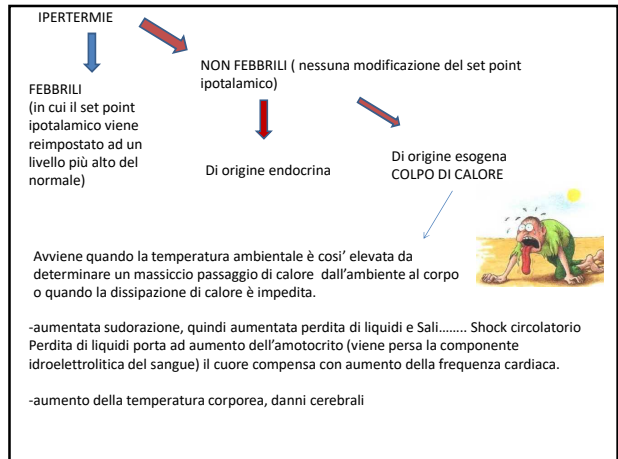 IPERTERMIE
NON FEBBRILI ( nessuna modificazione del set point
ipotalamico)
FEBBRILI
(in cui il set point
ipotalamico viene
reimpostato ad un
livello più alto del
normale)
Di origine endocrina
Di origine esogena
COLPO DI CALORE
Avviene quando la temperatura ambientale è cosi’ elevata da
determinare un massiccio passaggio di calore dall’ambiente al corpo
o quando la dissipazione di calore è impedita.
-aumentata sudorazione, quindi aumentata perdita di liquidi e Sali…….. Shock circolatorio
Perdita di liquidi porta ad aumento dell’amotocrito (viene persa la componente
idroelettrolitica del sangue) il cuore compensa con aumento della frequenza cardiaca.
-aumento della temperatura corporea, danni cerebrali